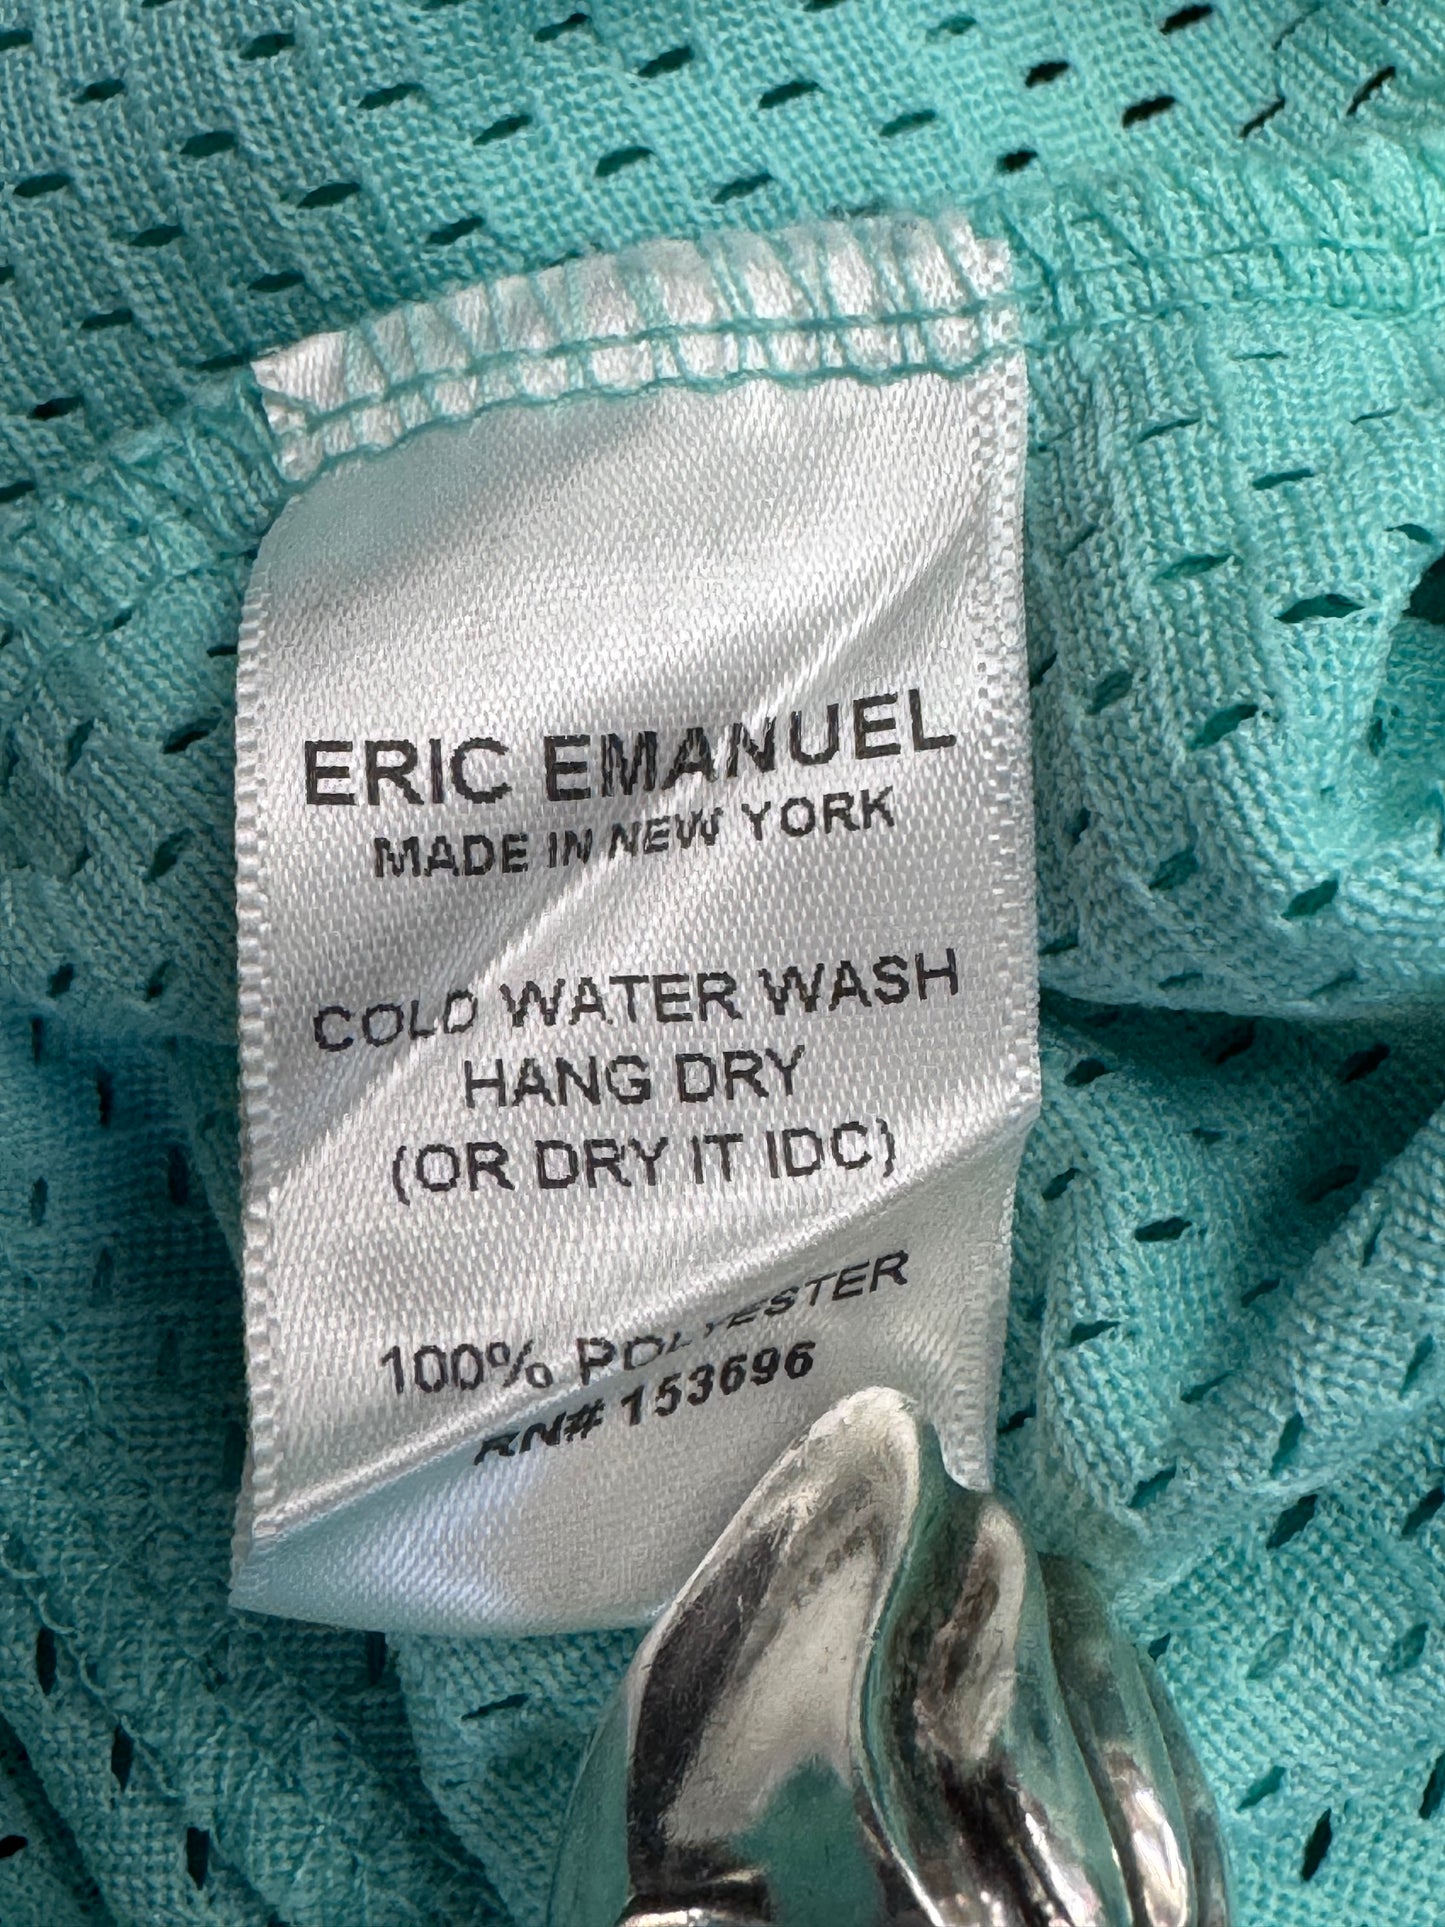 ERIC EMANUEL
MADE IN NEW YORK
COLD WATER WASH
HANG DRY
(OR DRY IT IDC)
100% POLYESTER
RN# 153696